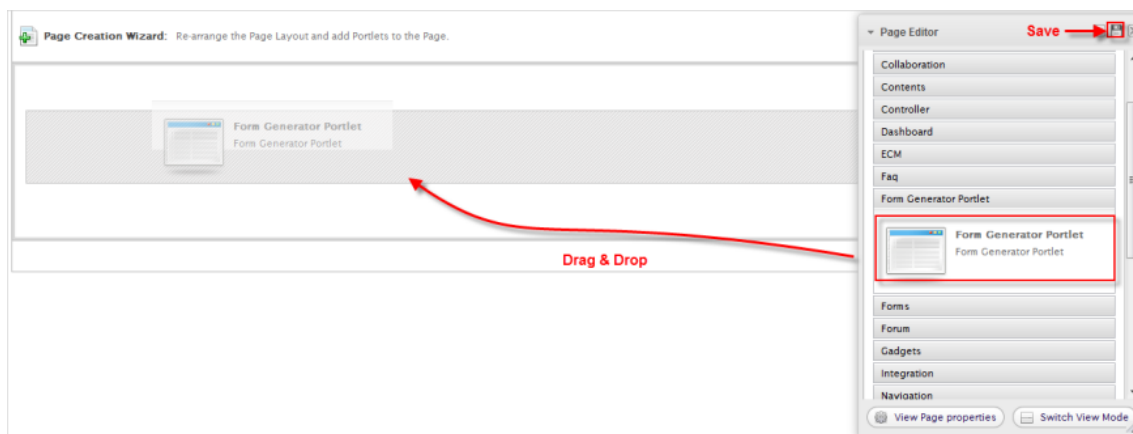 Page Creation Wizard: Re-arrange the Page Layout and add Portlets to the Page.
Form Generator Portlet
Form Generator Portlet
Drag & Drop
Page Editor
Save
Collaboration
Contents
Controller
Dashboard
ECM
Faq
Form Generator Portlet
Form Generator Portlet
Form Generator Portlet
Forms
Forum
Gadgets
Integration
Navigation
View Page properties
Switch View Mode